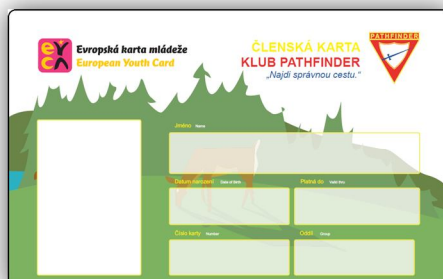 Evropská karta mládeže
European Youth Card
ČLENSKÁ KARTA
KLUB PATHFINDER
„Najdi správnou cestu."
PATHFINDER
Jméno Name
Datum narození Date of Birth
Platná do Valid thru
Číslo karty Number
Oddíl Group